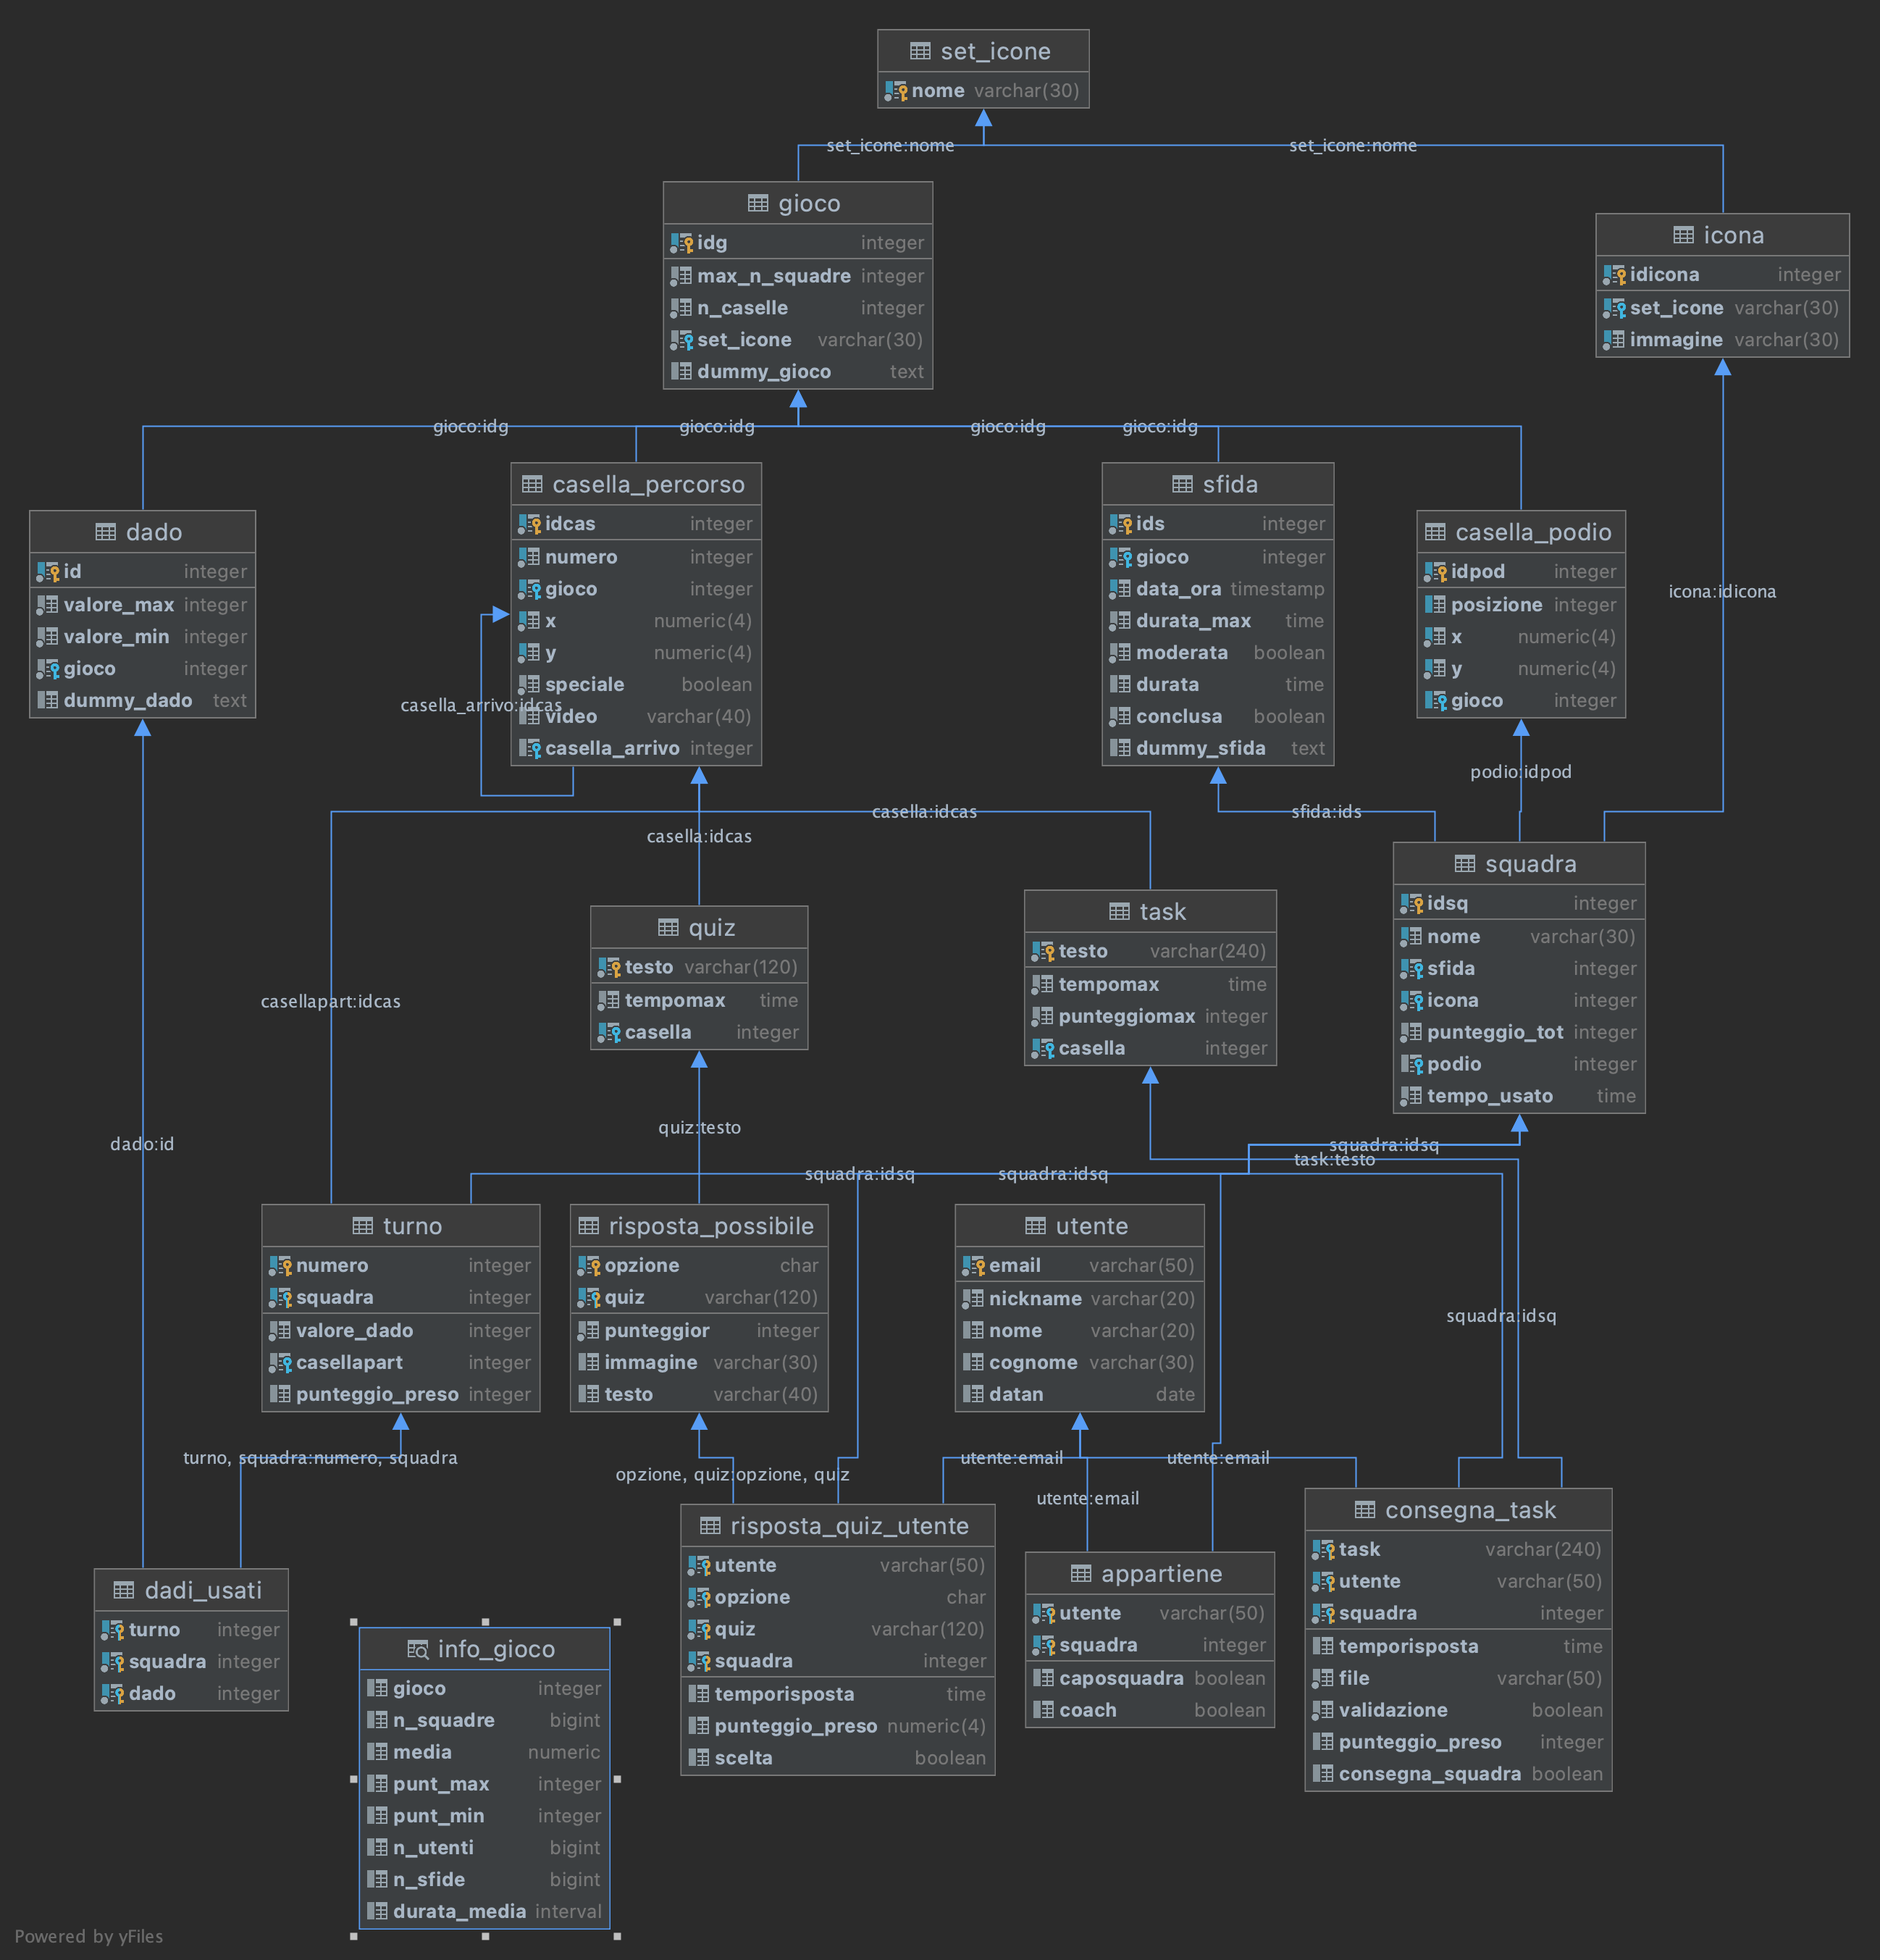 set_icone
nome varchar(30)
set_icone:nome
set_icone:nome
gioco
idg integer
max_n_squadre integer
n_caselle integer
set_icone varchar(30)
dummy_gioco text
icona
idicona integer
set_icone varchar(30)
immagine varchar(30)
gioco:idg
gioco:idg
gioco:idg
gioco:idg
dado
id integer
valore_max integer
valore_min integer
gioco integer
dummy_dado text
casella_percorso
idcas integer
numero integer
gioco integer
x numeric(4)
y numeric(4)
speciale boolean
video varchar(40)
casella_arrivo integer
casella_arrivo:idcas
sfida
ids integer
gioco integer
data_ora timestamp
durata_max time
moderata boolean
durata time
conclusa boolean
dummy_sfida text
casella_podio
idpod integer
posizione integer
x numeric(4)
y numeric(4)
gioco integer
icona:idicona
podio:idpod
casella:idcas
sfida:ids
casella:idcas
quiz
testo varchar(120)
tempomax time
casella integer
task
testo varchar(240)
tempomax time
punteggiomax integer
casella integer
squadra
idsq integer
nome varchar(30)
sfida integer
icona integer
punteggio_tot integer
podio integer
tempo_usato time
casellapart:idcas
quiz:testo
dado:id
squadra:idsq
task:testo
squadra:idsq
squadra:idsq
turno
numero integer
squadra integer
valore_dado integer
casellapart integer
punteggio_preso integer
risposta_possibile
opzione char
quiz varchar(120)
punteggior integer
immagine varchar(30)
testo varchar(40)
utente
email varchar(50)
nickname varchar(20)
nome varchar(20)
cognome varchar(30)
datan date
squadra:idsq
turno, squadra:numero, squadra
opzione, quiz:opzione, quiz
utente:email
utente:email
utente:email
dadi_usati
turno integer
squadra integer
dado integer
info_gioco
gioco integer
n_squadre bigint
media numeric
punt_max integer
punt_min integer
n_utenti bigint
n_sfide bigint
durata_media interval
risposta_quiz_utente
utente varchar(50)
opzione char
quiz varchar(120)
squadra integer
temporisposta time
punteggio_preso numeric(4)
scelta boolean
appartiene
utente varchar(50)
squadra integer
caposquadra boolean
coach boolean
consegna_task
task varchar(240)
utente varchar(50)
squadra integer
temporisposta time
file varchar(50)
validazione boolean
punteggio_preso integer
consegna_squadra boolean
Powered by yFiles